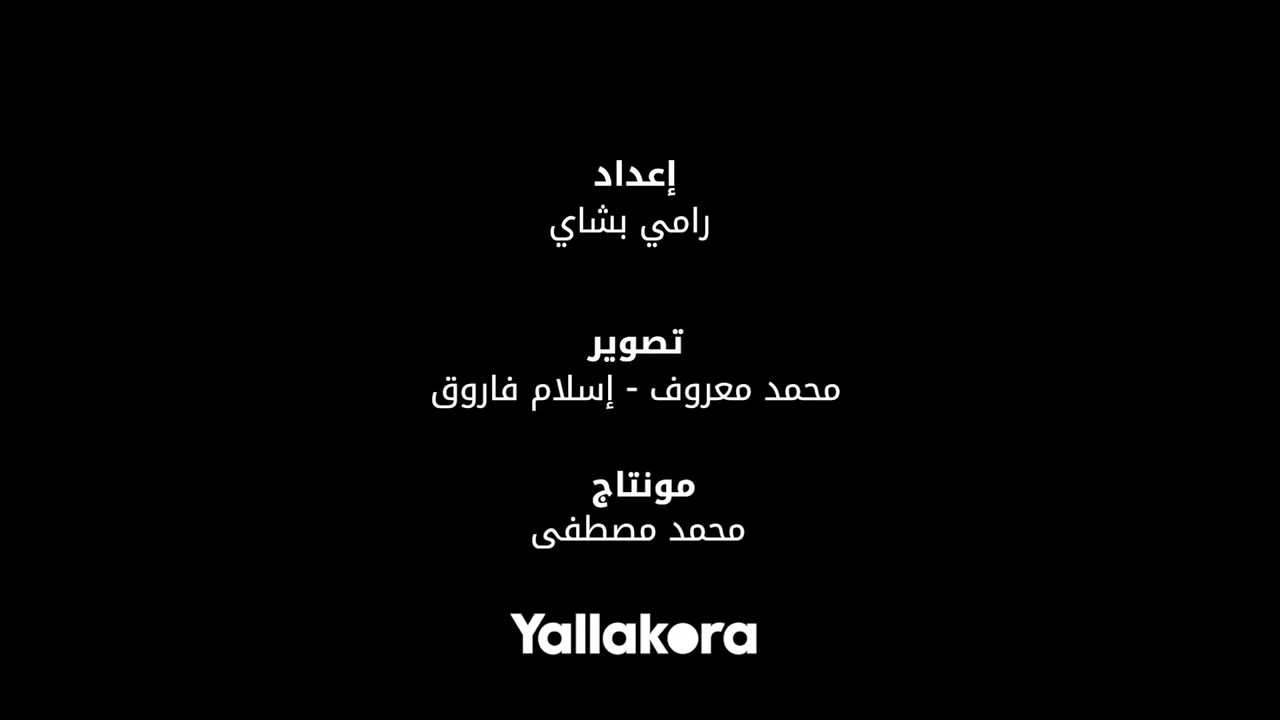 إعداد
رامي بشاي
تصوير
محمد معروف - إسلام فاروق
مونتاج
محمد مصطفى
Yallakora